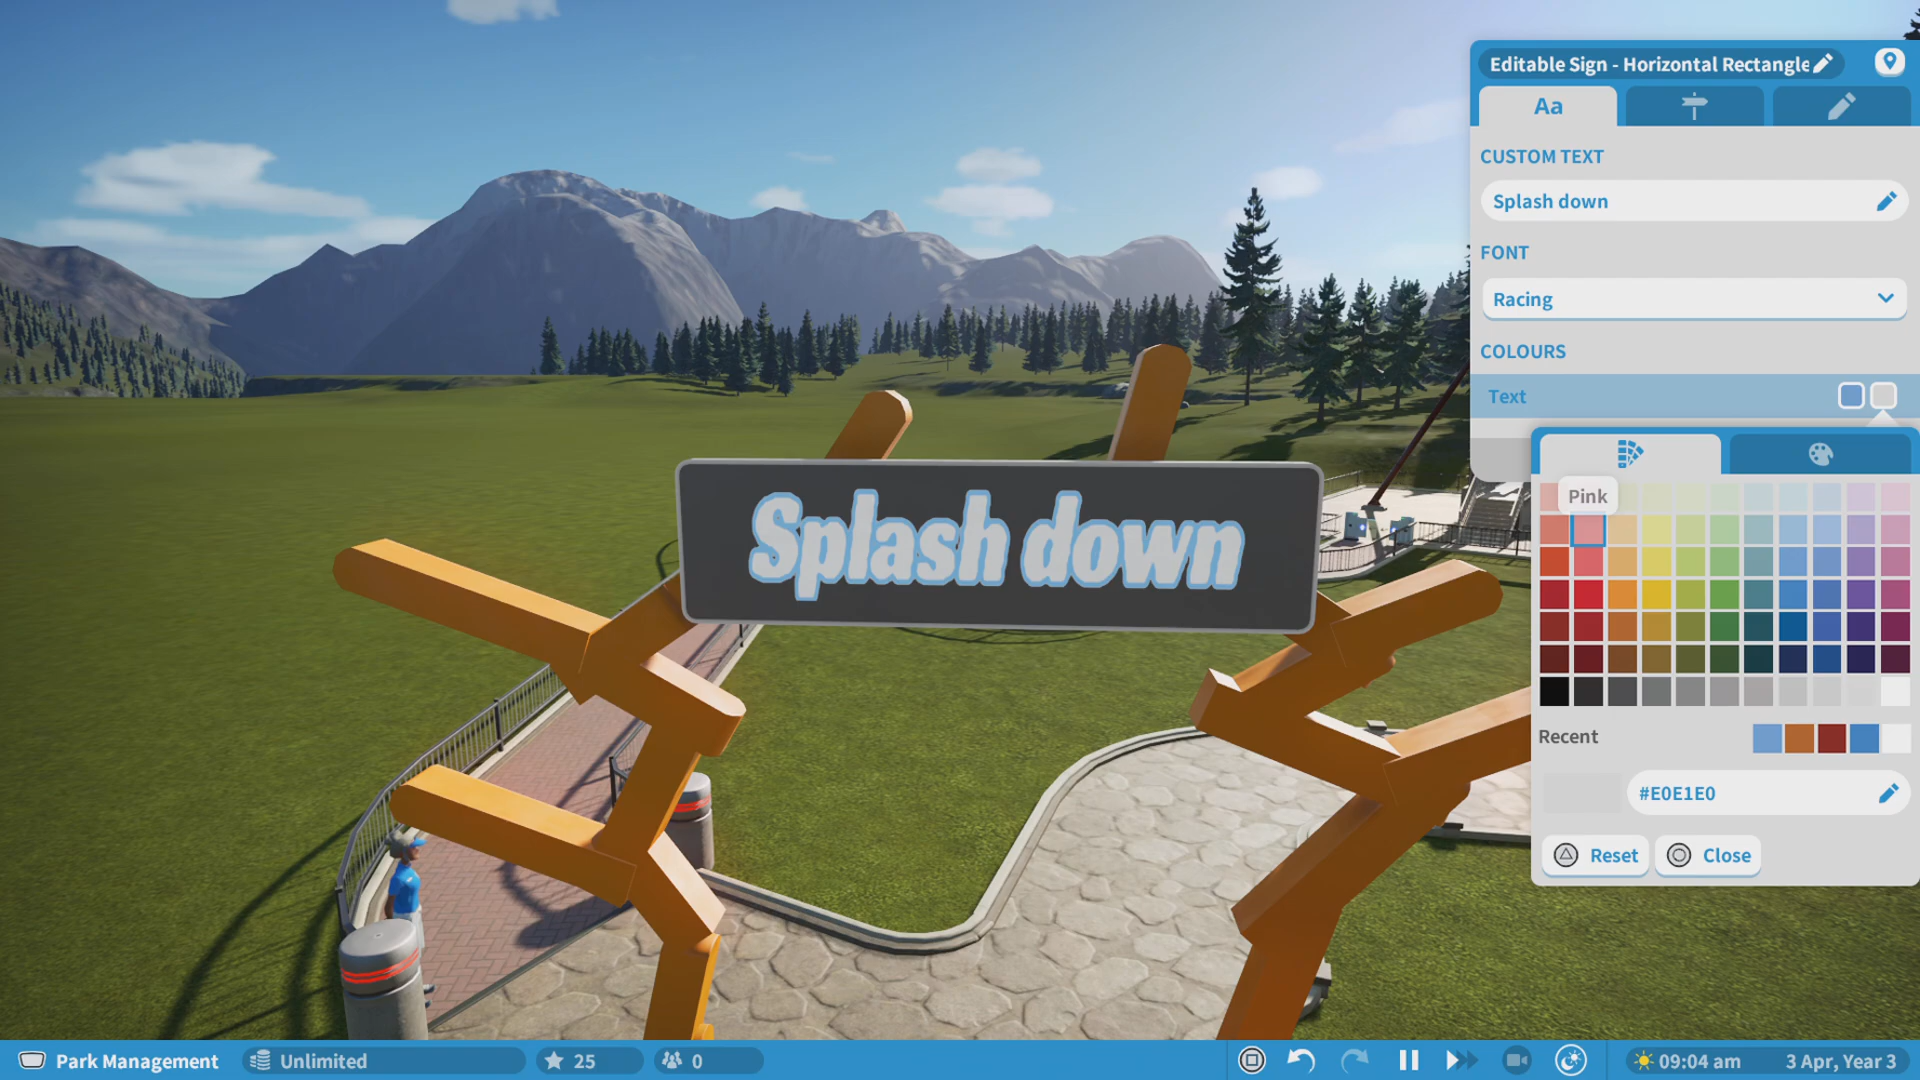 Editable Sign - Horizontal Rectangle
Aa
CUSTOM TEXT
Splash down
FONT
Racing
COLOURS
Text
Pink
Splash down
Recent
#E0E1E0
Reset
Close
Park Management
Unlimited
25
0
09:04 am
3 Apr, Year 3